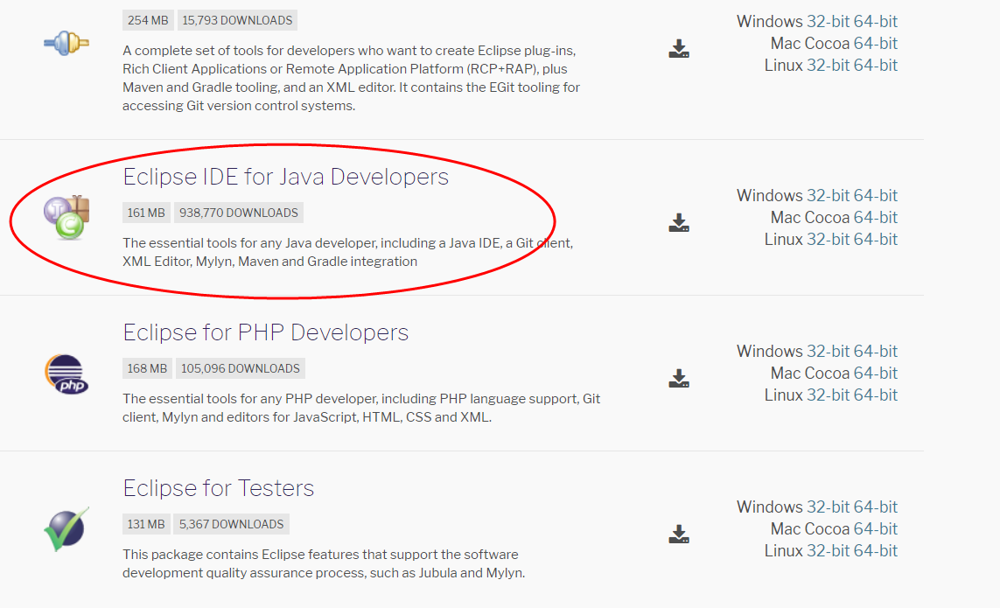 254 MB 15,793 DOWNLOADS
A complete set of tools for developers who want to create Eclipse plug-ins,
Rich Client Applications or Remote Application Platform (RCP+RAP), plus
Maven and Gradle tooling, and an XML editor. It contains the EGit tooling for
accessing Git version control systems.
Windows 32-bit 64-bit
Mac Cocoa 64-bit
Linux 32-bit 64-bit
Eclipse IDE for Java Developers
161 MB 938,770 DOWNLOADS
The essential tools for any Java developer, including a Java IDE, a Git client,
XML Editor, Mylyn, Maven and Gradle integration
J
C
Windows 32-bit 64-bit
Mac Cocoa 64-bit
Linux 32-bit 64-bit
Eclipse for PHP Developers
168 MB 105,096 DOWNLOADS
The essential tools for any PHP developer, including PHP language support, Git
client, Mylyn and editors for JavaScript, HTML, CSS and XML.
php
Windows 32-bit 64-bit
Mac Cocoa 64-bit
Linux 32-bit 64-bit
Eclipse for Testers
131 MB 5,367 DOWNLOADS
This package contains Eclipse features that support the software
development quality assurance process, such as Jubula and Mylyn.
Windows 32-bit 64-bit
Mac Cocoa 64-bit
Linux 32-bit 64-bit